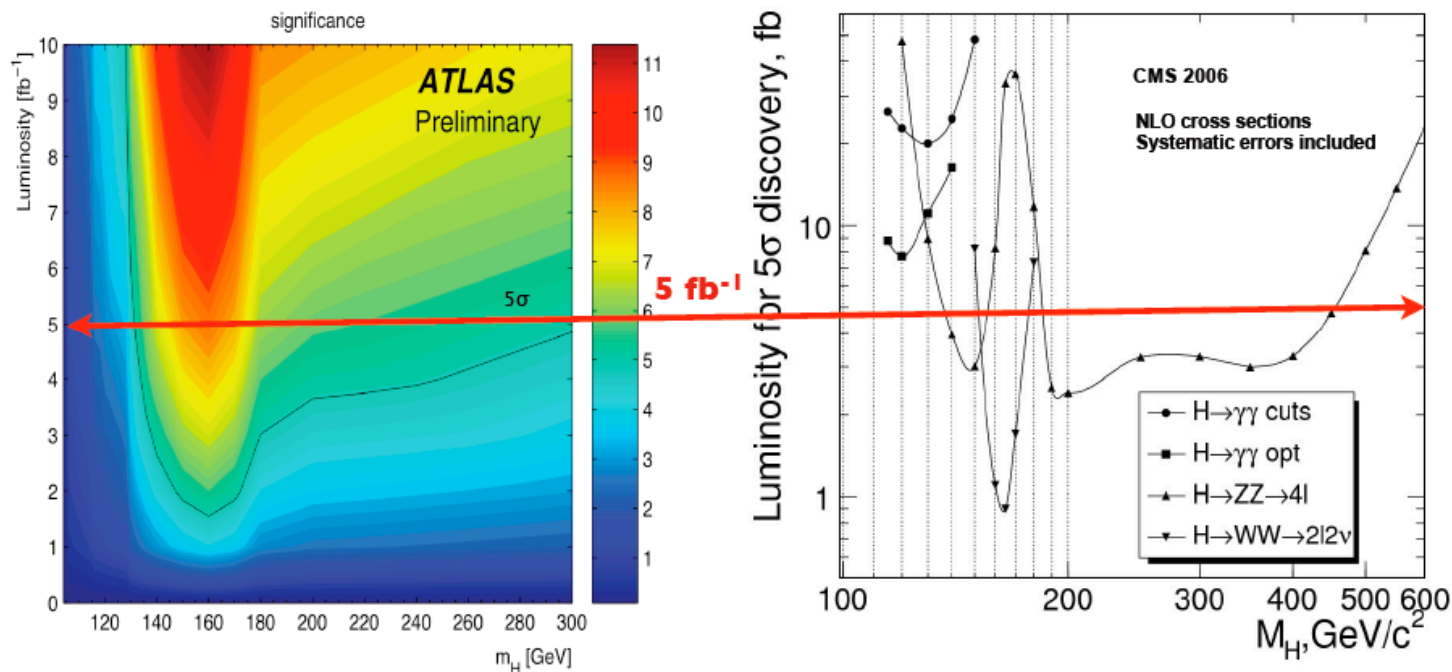 significance
Luminosity [fb⁻¹]
10
9
8
7
6
5
4
3
2
1
0
ATLAS
Preliminary
5σ
120 140 160 180 200 220 240 260 280 300
m_H [GeV]
11
10
9
8
7
6
5
4
3
2
1
5 fb⁻¹
Luminosity for 5σ discovery, fb
10
1
CMS 2006
NLO cross sections
Systematic errors included
H→γγ cuts
H→γγ opt
H→ZZ→4l
H→WW→2l2ν
100 200 300 400 500 600
M_H,GeV/c²